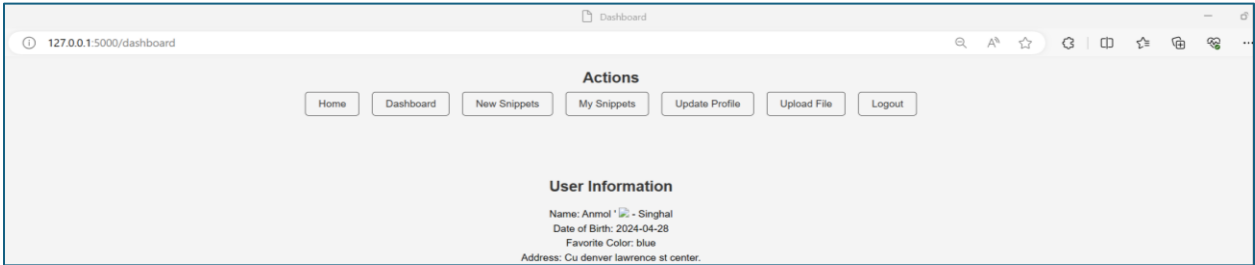 Dashboard
127.0.0.1:5000/dashboard
Actions
Home Dashboard New Snippets My Snippets Update Profile Upload File Logout
User Information
Name: Anmol ' - Singhal
Date of Birth: 2024-04-28
Favorite Color: blue
Address: Cu denver lawrence st center.